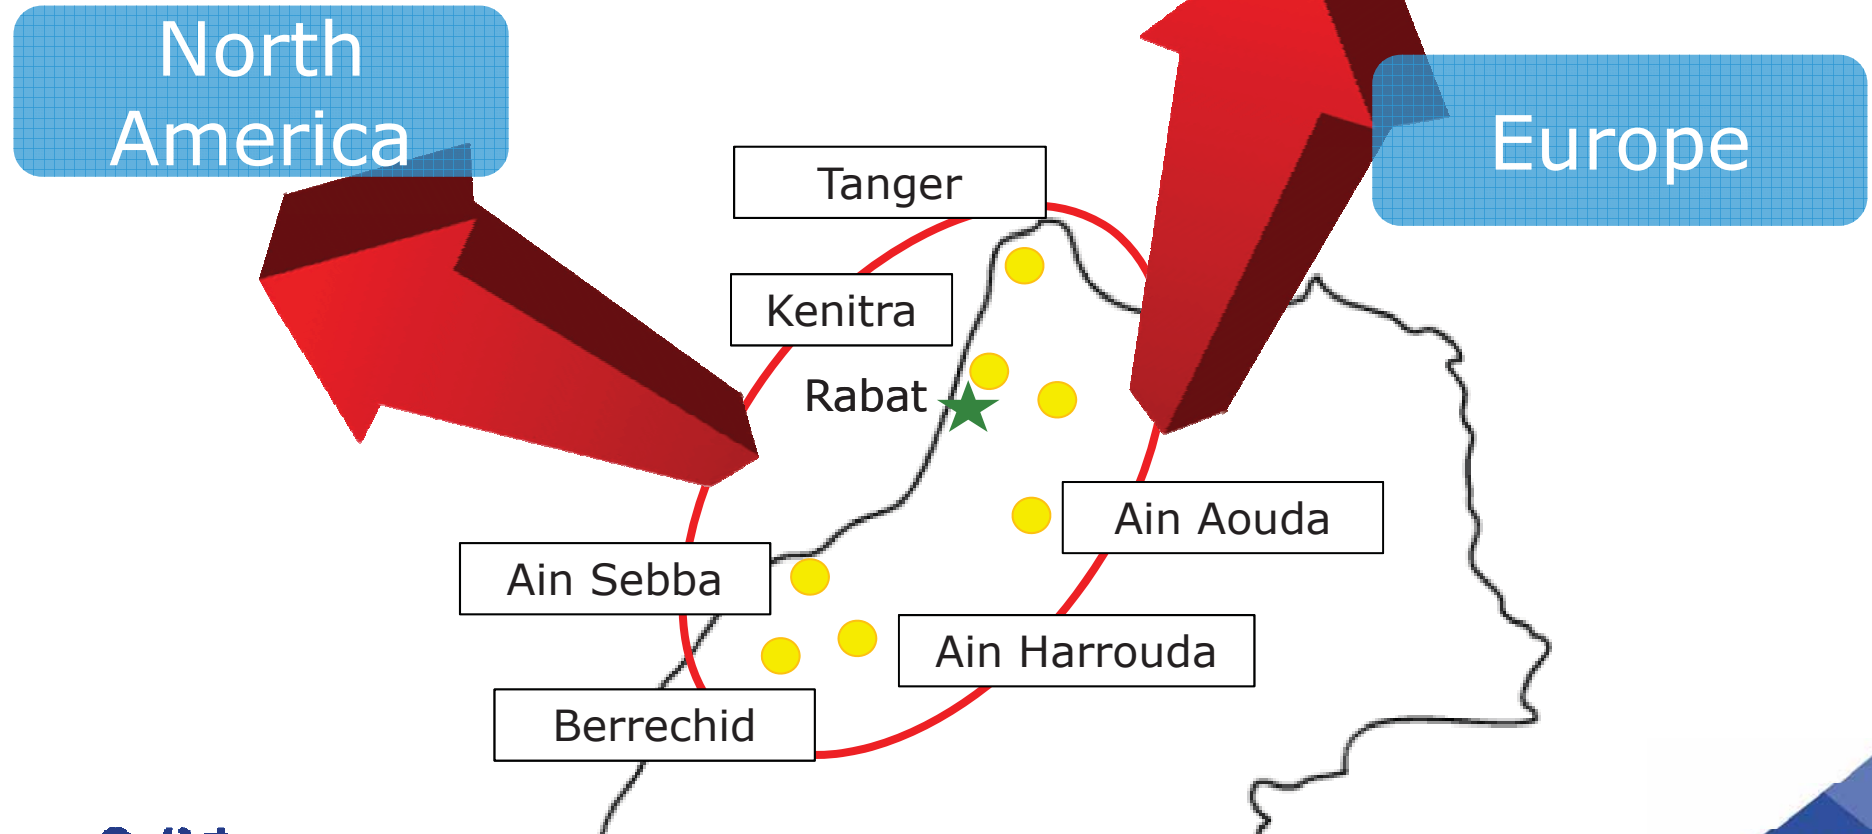 North
America
Europe
Tanger
Kenitra
Rabat
Ain Aouda
Ain Sebba
Ain Harrouda
Berrechid